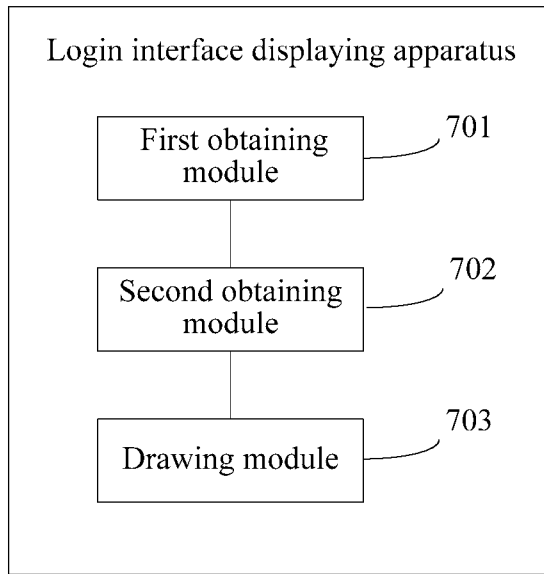 Login interface displaying apparatus
701
First obtaining
module
702
Second obtaining
module
703
Drawing module